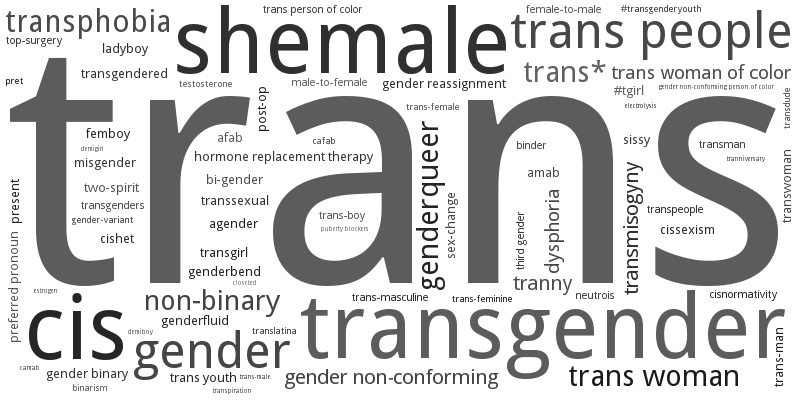 trans person of color
female-to-male
#transgenderyouth
transphobia
shemale
trans people
top-surgery
ladyboy
transgendered
trans*
trans woman of color
pret
testosterone
male-to-female
gender reassignment
#tgirl
gender non-conforming person of color
post-op
trans-female
electrolysis
transdude
trans
femboy
demigirl
afab
cafab
binder
sissy
transman
misgender
hormone replacement therapy
tranniversary
two-spirit
bi-gender
amab
transwoman
present
transgenders
transsexual
genderqueer
transmisogyny
gender-variant
agender
trans-boy
puberty blockers
sex-change
third gender
dysphoria
transpeople
cishet
cissexism
preferred pronoun
transgirl
genderbend
closeted
tranny
estrogen
non-binary
trans-masculine
trans-feminine
neutrois
cisnormativity
cis
genderfluid
transgender
demiboy
gender
translatina
trans-man
camab
gender binary
trans youth
trans-male
gender non-conforming
trans woman
binarism
transpiration